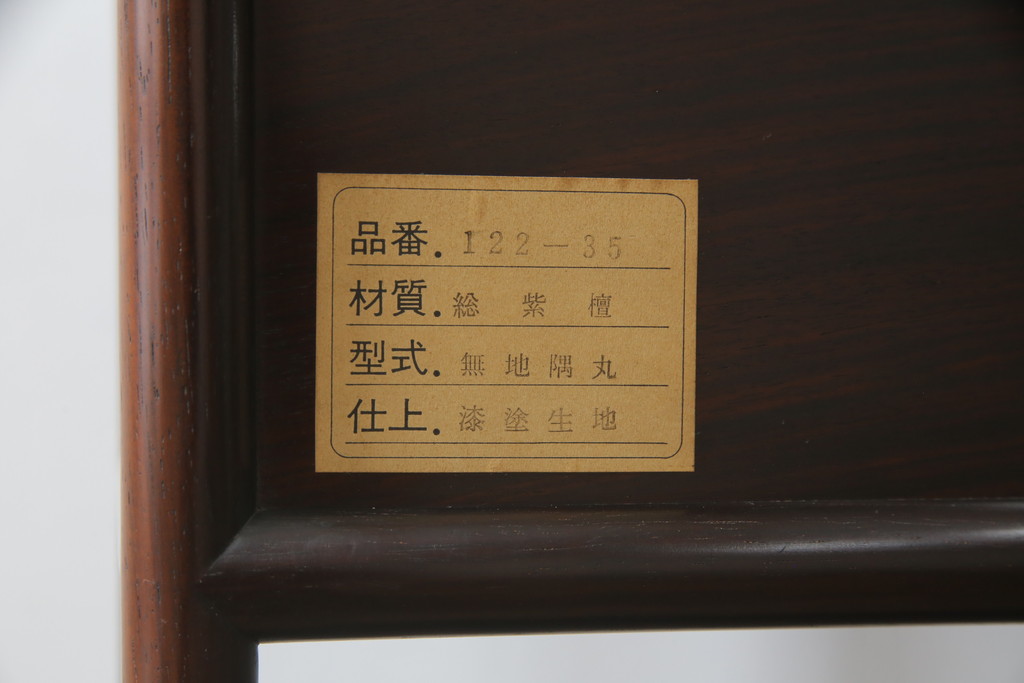 品番. 122-35
材質. 総紫檀
型式. 無地隅丸
仕上. 漆塗生地